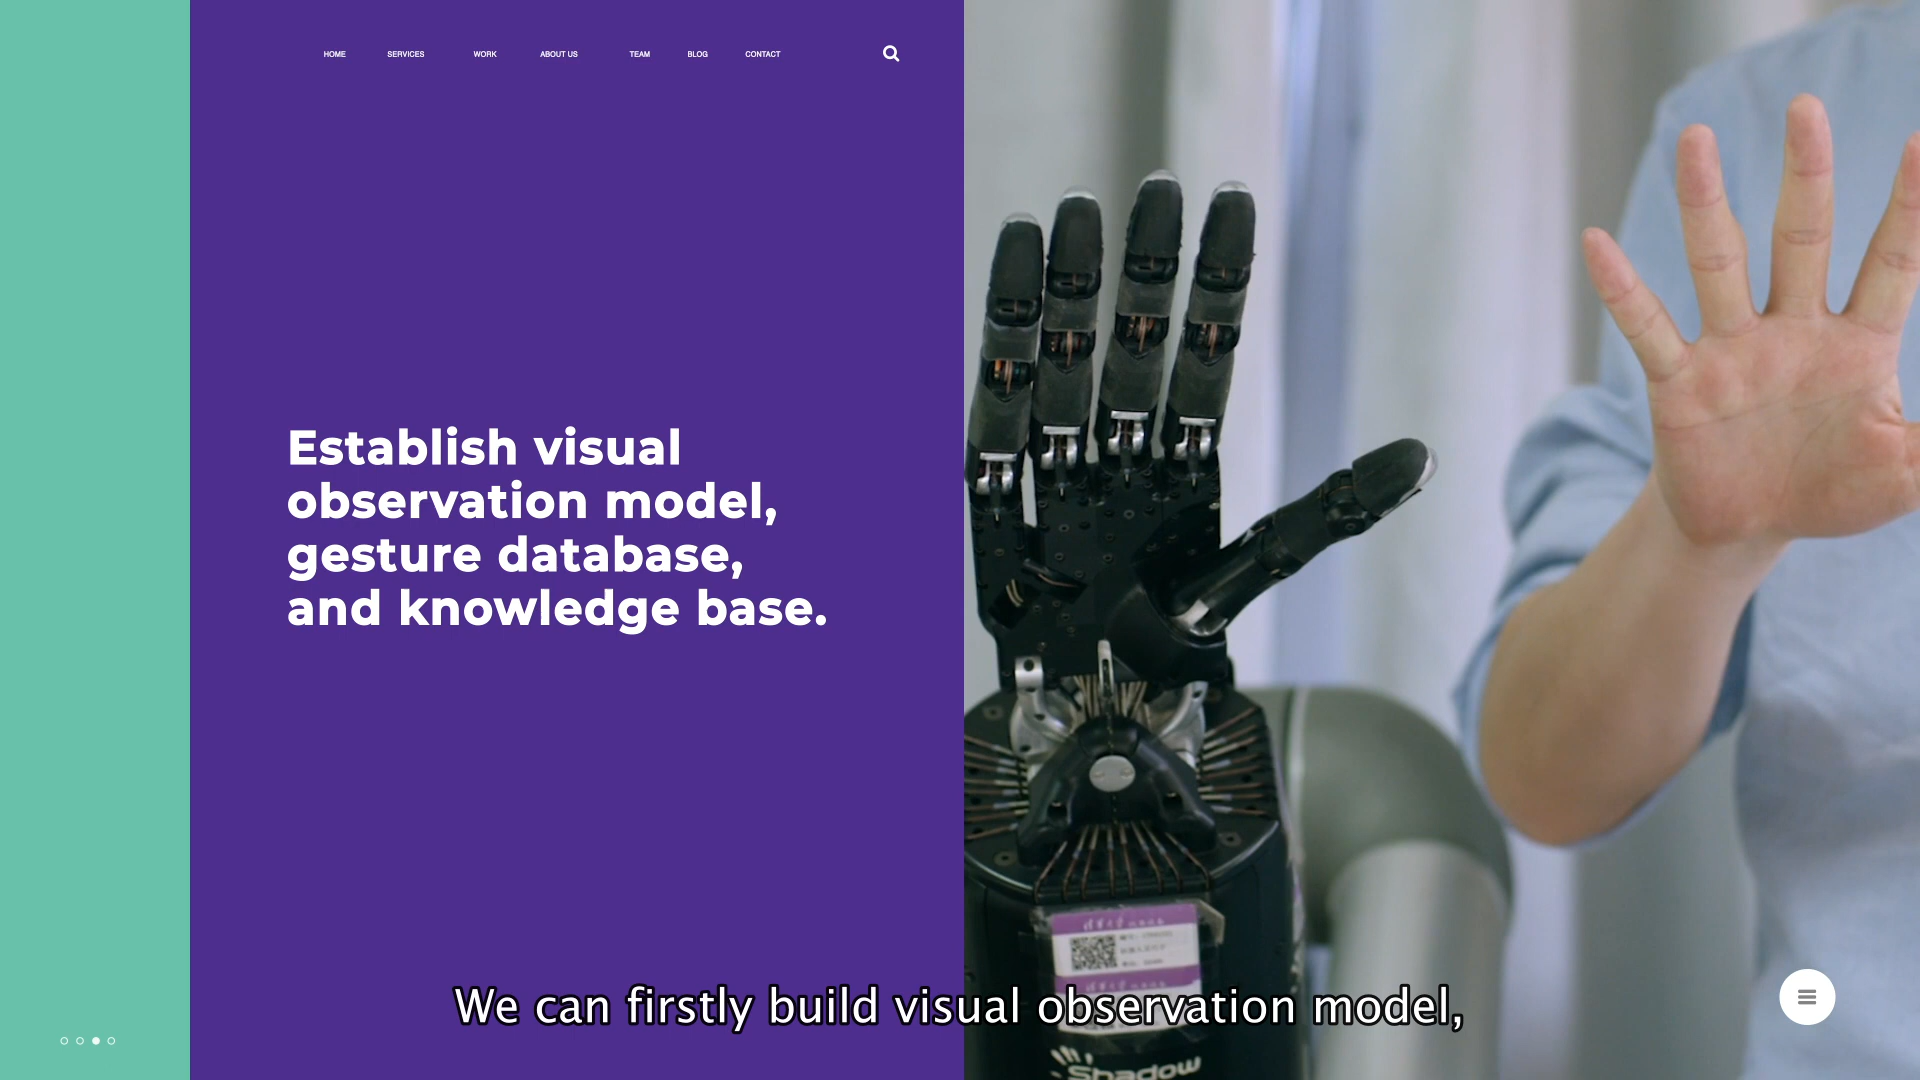 HOME SERVICES WORK ABOUT US TEAM BLOG CONTACT
Establish visual
observation model,
gesture database,
and knowledge base.
We can firstly build visual observation model,
Shadow